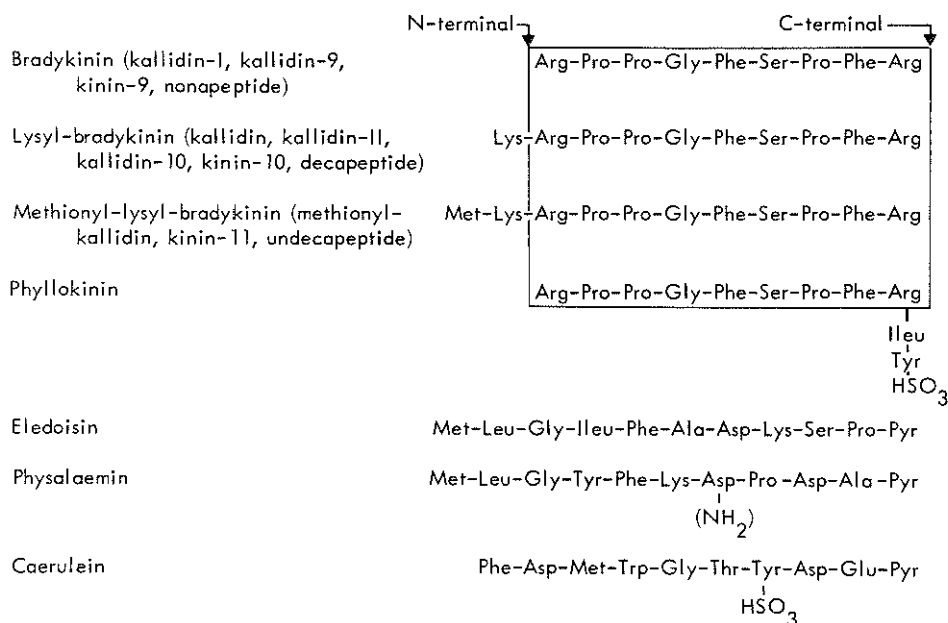 N-terminal C-terminal
Bradykinin (kallidin-I, kallidin-9, Arg-Pro-Pro-Gly-Phe-Ser-Pro-Phe-Arg
kinin-9, nonapeptide)
Lysyl-bradykinin (kallidin, kallidin-II, Lys-Arg-Pro-Pro-Gly-Phe-Ser-Pro-Phe-Arg
kallidin-10, kinin-10, decapeptide)
Methionyl-lysyl-bradykinin (methionyl- Met-Lys-Arg-Pro-Pro-Gly-Phe-Ser-Pro-Phe-Arg
kallidin, kinin-11, undecapeptide)
Phyllokinin Arg-Pro-Pro-Gly-Phe-Ser-Pro-Phe-Arg
Ileu
Tyr
HSO3
Eledoisin Met-Leu-Gly-Ileu-Phe-Ala-Asp-Lys-Ser-Pro-Pyr
Physalaemin Met-Leu-Gly-Tyr-Phe-Lys-Asp-Pro-Asp-Ala-Pyr
(NH2)
Caerulein Phe-Asp-Met-Trp-Gly-Thr-Tyr-Asp-Glu-Pyr
HSO3